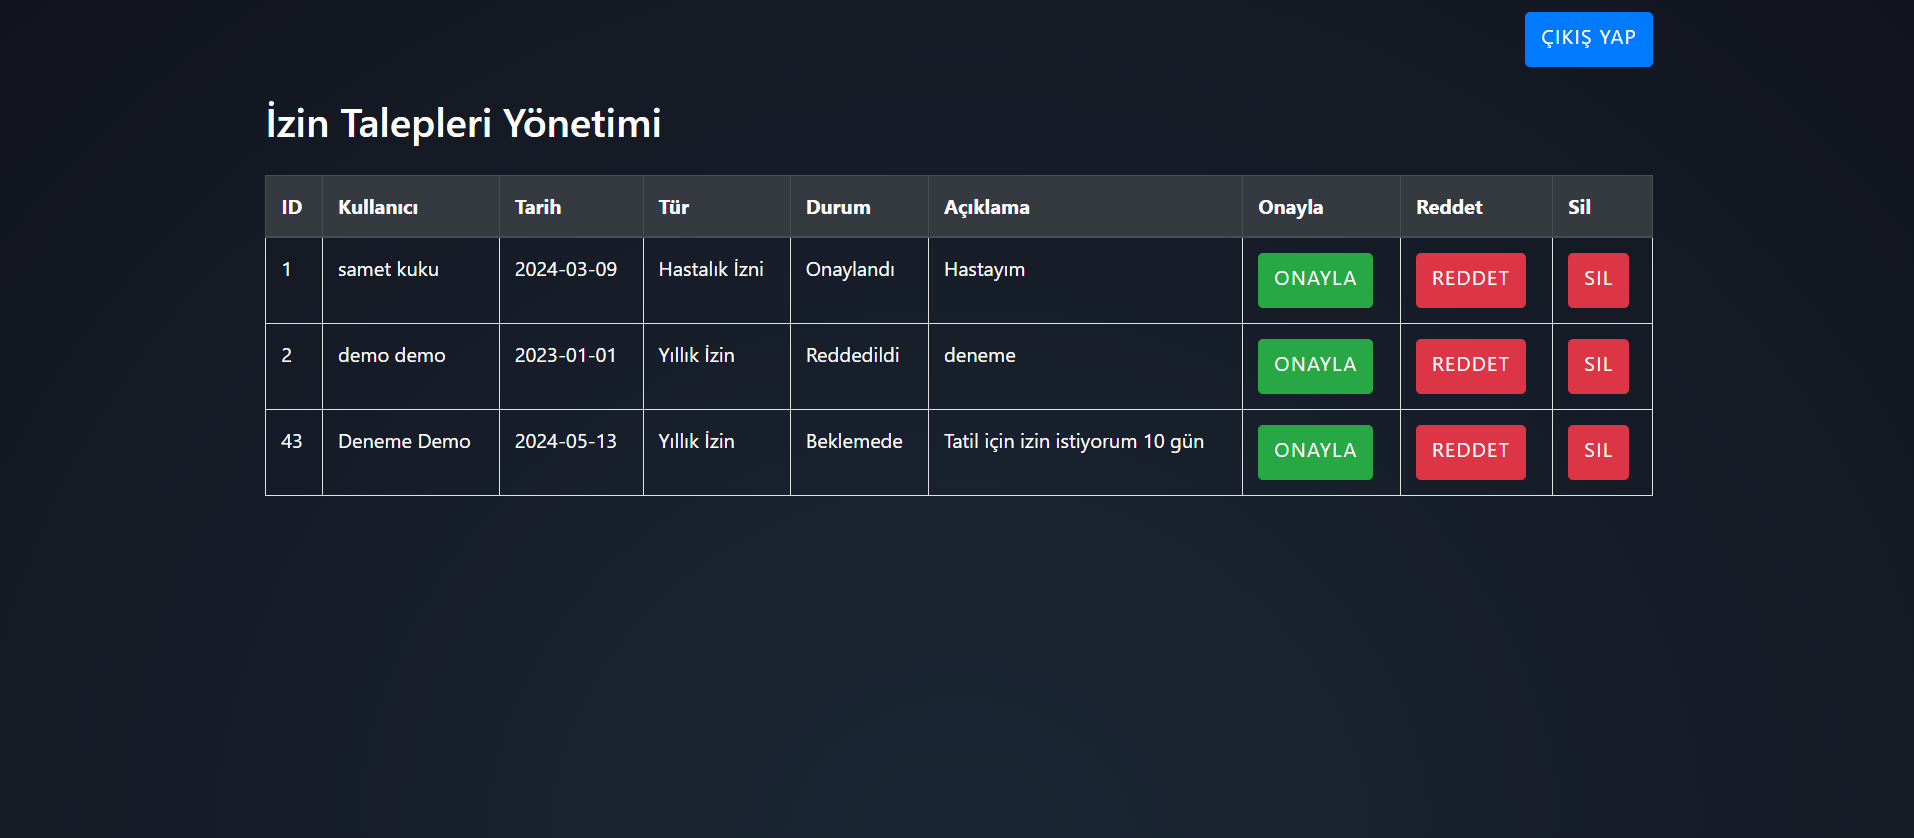 ÇIKIŞ YAP
İzin Talepleri Yönetimi
ID Kullanıcı Tarih Tür Durum Açıklama Onayla Reddet Sil
1 samet kuku 2024-03-09 Hastalık İzni Onaylandı Hastayım ONAYLA REDDET SIL
2 demo demo 2023-01-01 Yıllık İzin Reddedildi deneme ONAYLA REDDET SIL
43 Deneme Demo 2024-05-13 Yıllık İzin Beklemede Tatil için izin istiyorum 10 gün ONAYLA REDDET SIL